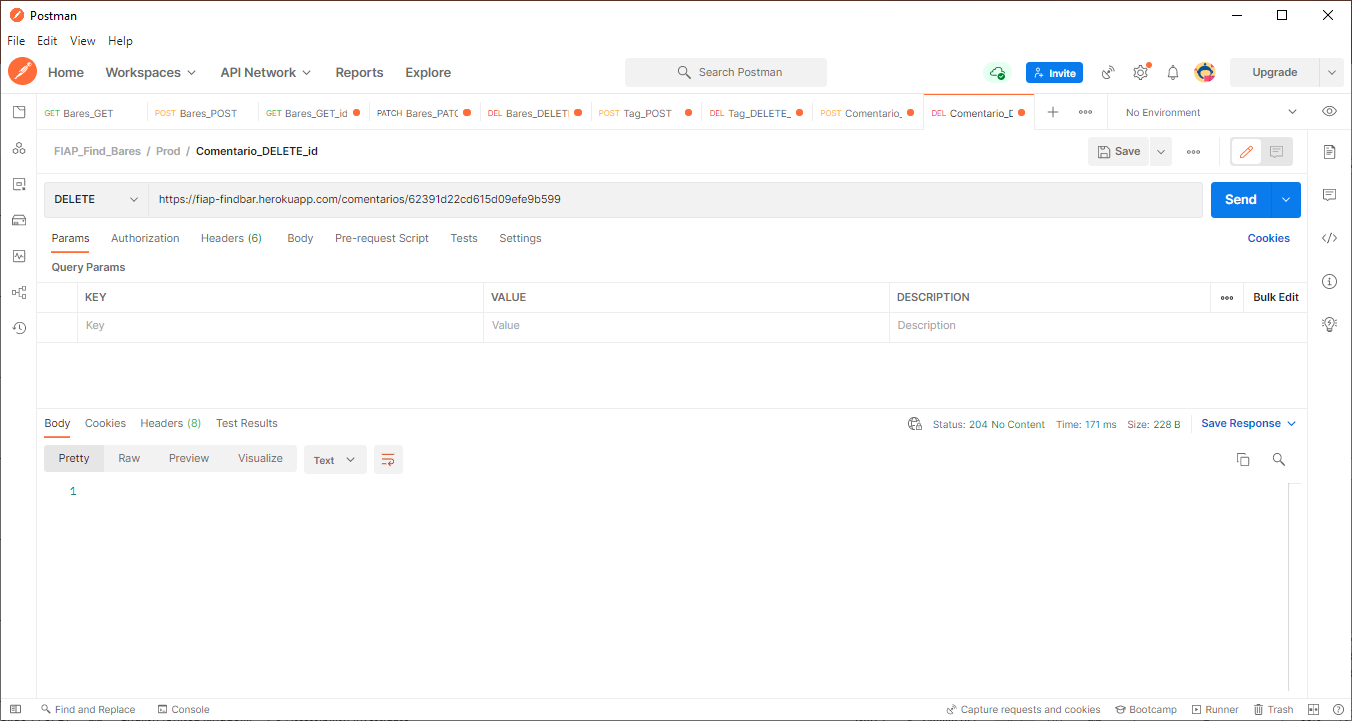 Postman
File Edit View Help
Home Workspaces API Network Reports Explore Search Postman Invite Upgrade
GET Bares_GET POST Bares_POST GET Bares_GET_id PATCH Bares_PATC DEL Bares_DELETI POST Tag_POST DEL Tag_DELETE_ POST Comentario_ DEL Comentario_D No Environment
FIAP_Find_Bares / Prod / Comentario_DELETE_id Save
DELETE https://fiap-findbar.herokuapp.com/comentarios/62391d22cd615d09efe9b599 Send
Params Authorization Headers (6) Body Pre-request Script Tests Settings Cookies
Query Params
KEY VALUE DESCRIPTION Bulk Edit
Key Value Description
Body Cookies Headers (8) Test Results Status: 204 No Content Time: 171 ms Size: 228 B Save Response
Pretty Raw Preview Visualize Text
1
Find and Replace Console Capture requests and cookies Bootcamp Runner Trash